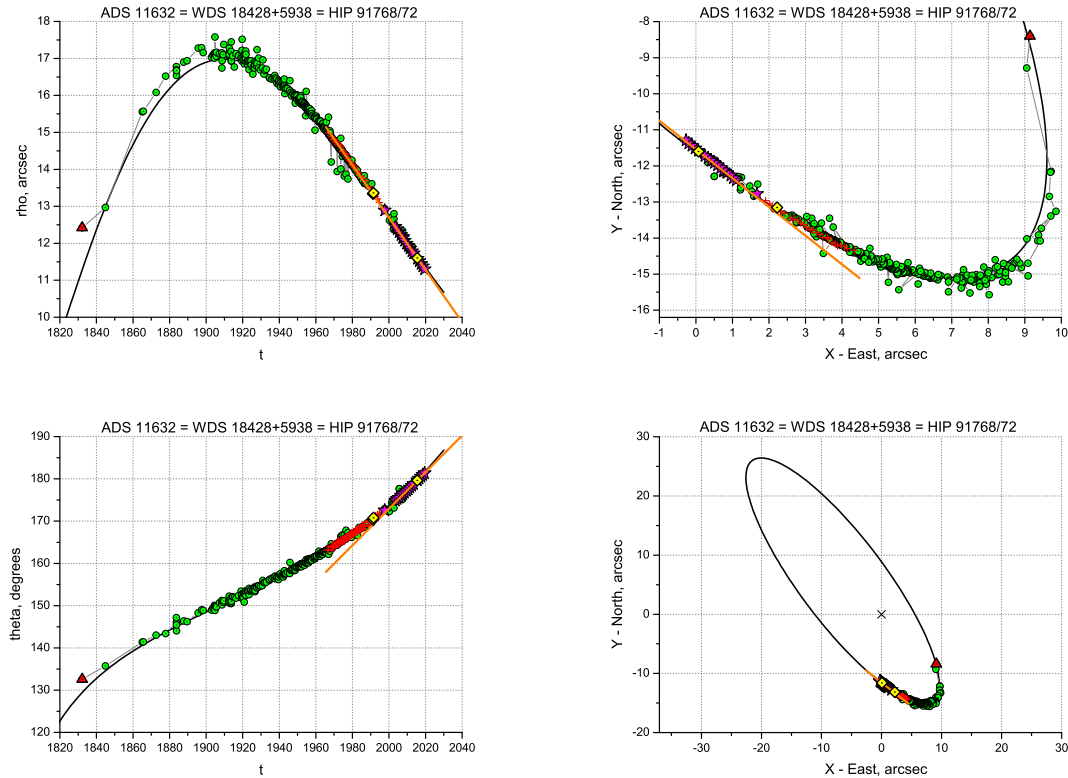 ADS 11632 = WDS 18428+5938 = HIP 91768/72
18
17
16
15
14
13
12
11
10
rho, arcsec
1820 1840 1860 1880 1900 1920 1940 1960 1980 2000 2020 2040
t
ADS 11632 = WDS 18428+5938 = HIP 91768/72
-8
-9
-10
-11
-12
-13
-14
-15
-16
Y - North, arcsec
-1 0 1 2 3 4 5 6 7 8 9 10
X - East, arcsec
ADS 11632 = WDS 18428+5938 = HIP 91768/72
190
180
170
160
150
140
130
120
theta, degrees
1820 1840 1860 1880 1900 1920 1940 1960 1980 2000 2020 2040
t
ADS 11632 = WDS 18428+5938 = HIP 91768/72
30
20
10
0
-10
-20
Y - North, arcsec
-30 -20 -10 0 10 20 30
X - East, arcsec